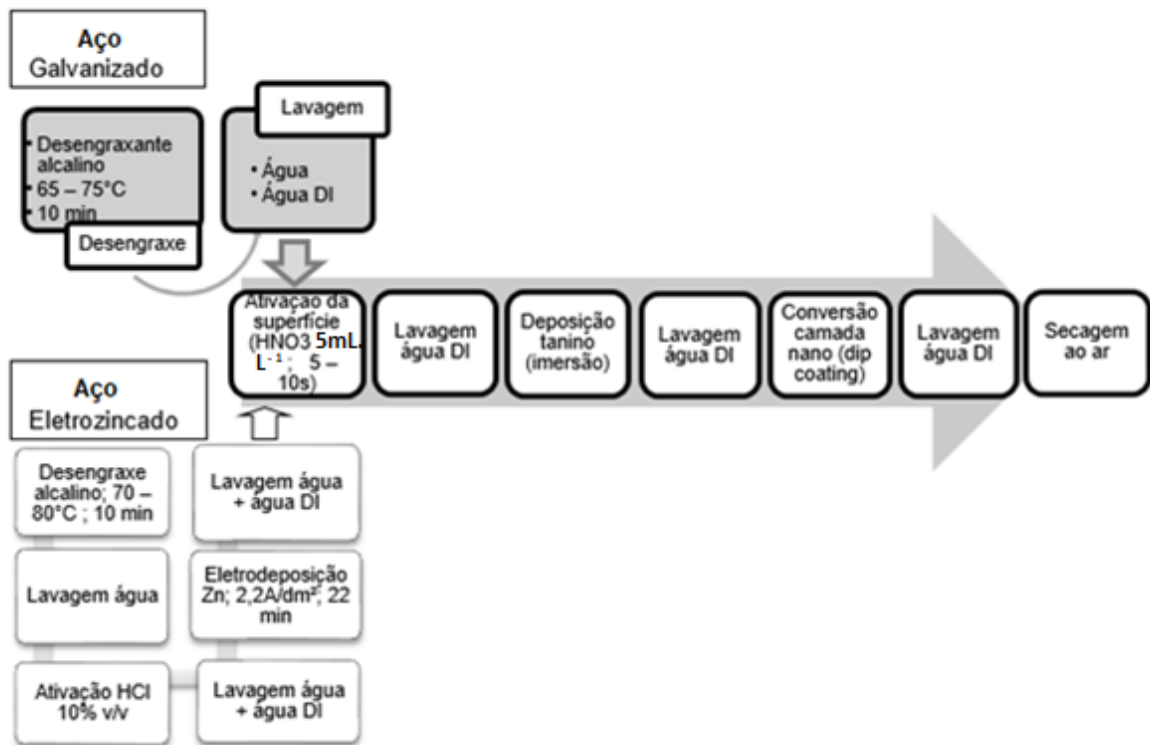 Aço
Galvanizado
Lavagem
• Desengraxante
alcalino
• 65 – 75°C
• 10 min
Desengraxe
• Água
• Água DI
Ativação da
superfície
(HNO3 5mL.
L⁻¹ ; 5 –
10s)
Lavagem
água DI
Deposição
tanino
(imersão)
Lavagem
água DI
Conversão
camada
nano (dip
coating)
Lavagem
água DI
Secagem
ao ar
Aço
Eletrozincado
Desengraxe
alcalino; 70 –
80°C ; 10 min
Lavagem água
Ativação HCl
10% v/v
Lavagem água
+ água DI
Eletrodeposição
Zn; 2,2A/dm²; 22
min
Lavagem água
+ água DI